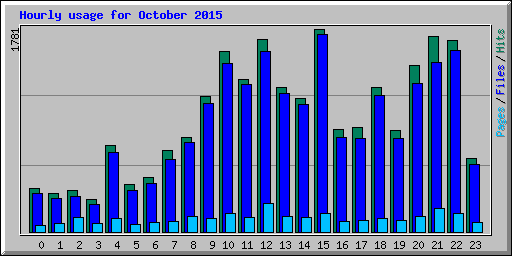 Hourly usage for October 2015
1781
Pages / Files / Hits
0 1 2 3 4 5 6 7 8 9 10 11 12 13 14 15 16 17 18 19 20 21 22 23